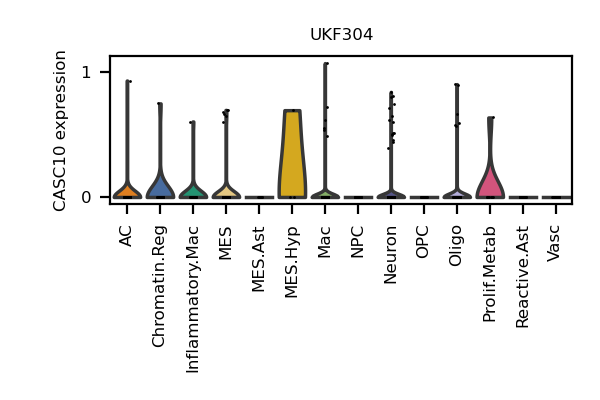 UKF304
CASC10 expression
1
0
AC
Chromatin.Reg
Inflammatory.Mac
MES
MES.Ast
MES.Hyp
Mac
NPC
Neuron
OPC
Oligo
Prolif.Metab
Reactive.Ast
Vasc